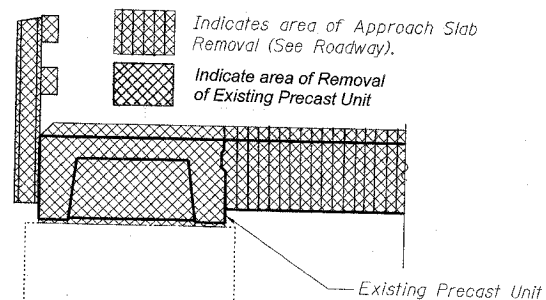 Indicates area of Approach Slab
Removal (See Roadway).
Indicate area of Removal
of Existing Precast Unit
Existing Precast Unit